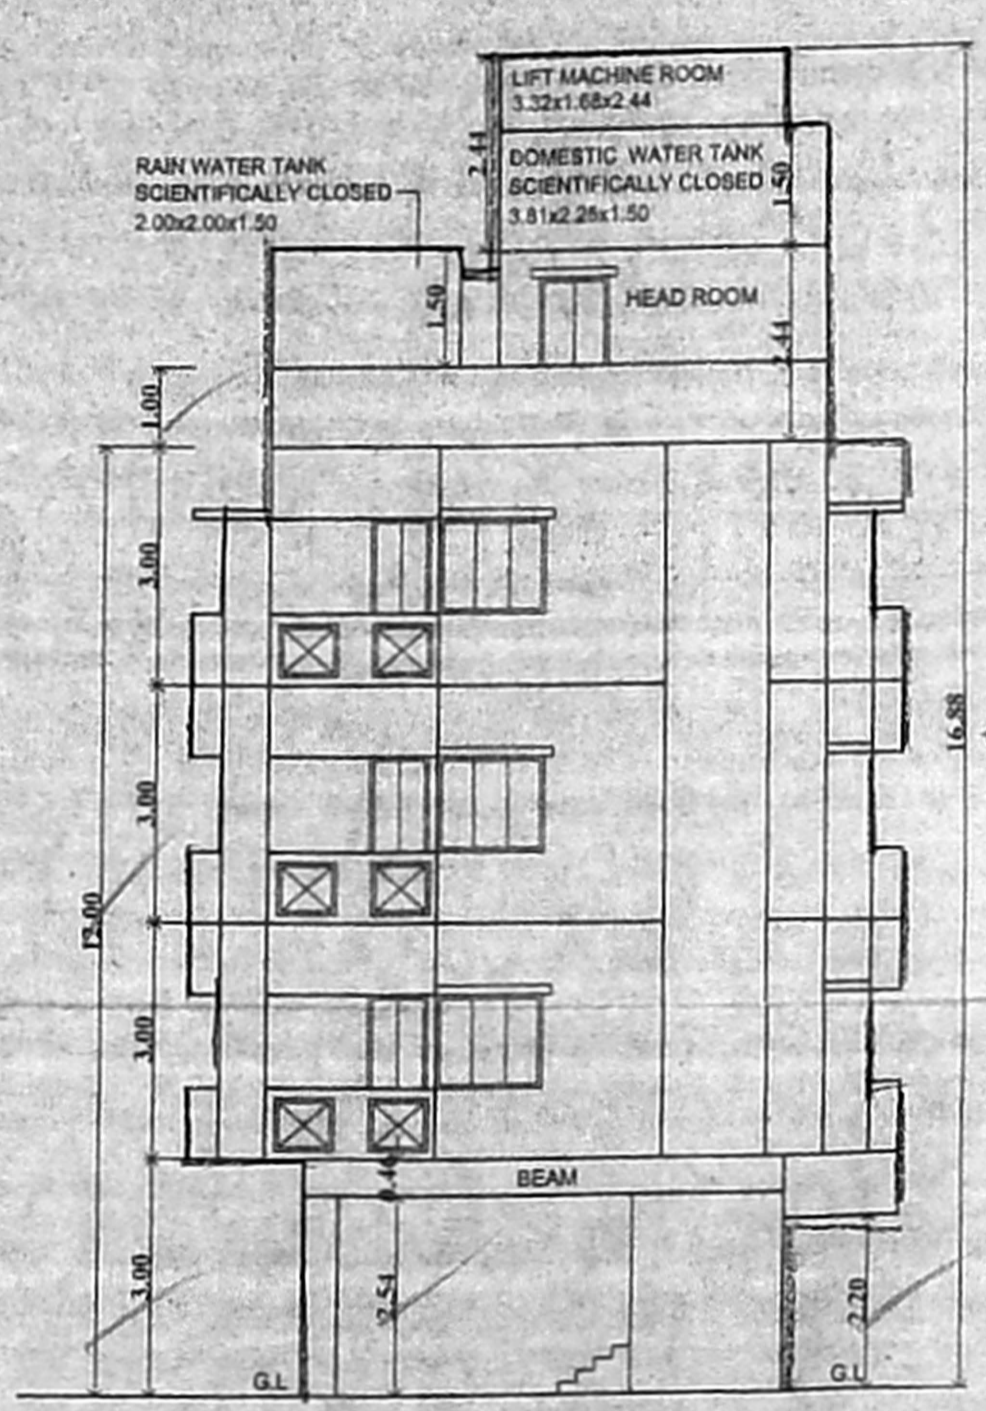 LIFT MACHINE ROOM
3.32x1.68x2.44
DOMESTIC WATER TANK
SCIENTIFICALLY CLOSED
3.81x2.26x1.50
2.44
1.50
RAIN WATER TANK
SCIENTIFICALLY CLOSED
2.00x2.00x1.50
1.50
HEAD ROOM
2.44
1.00
3.00
3.00
3.00
3.00
12.00
16.88
BEAM
0.46
2.54
2.20
G.L
G.L